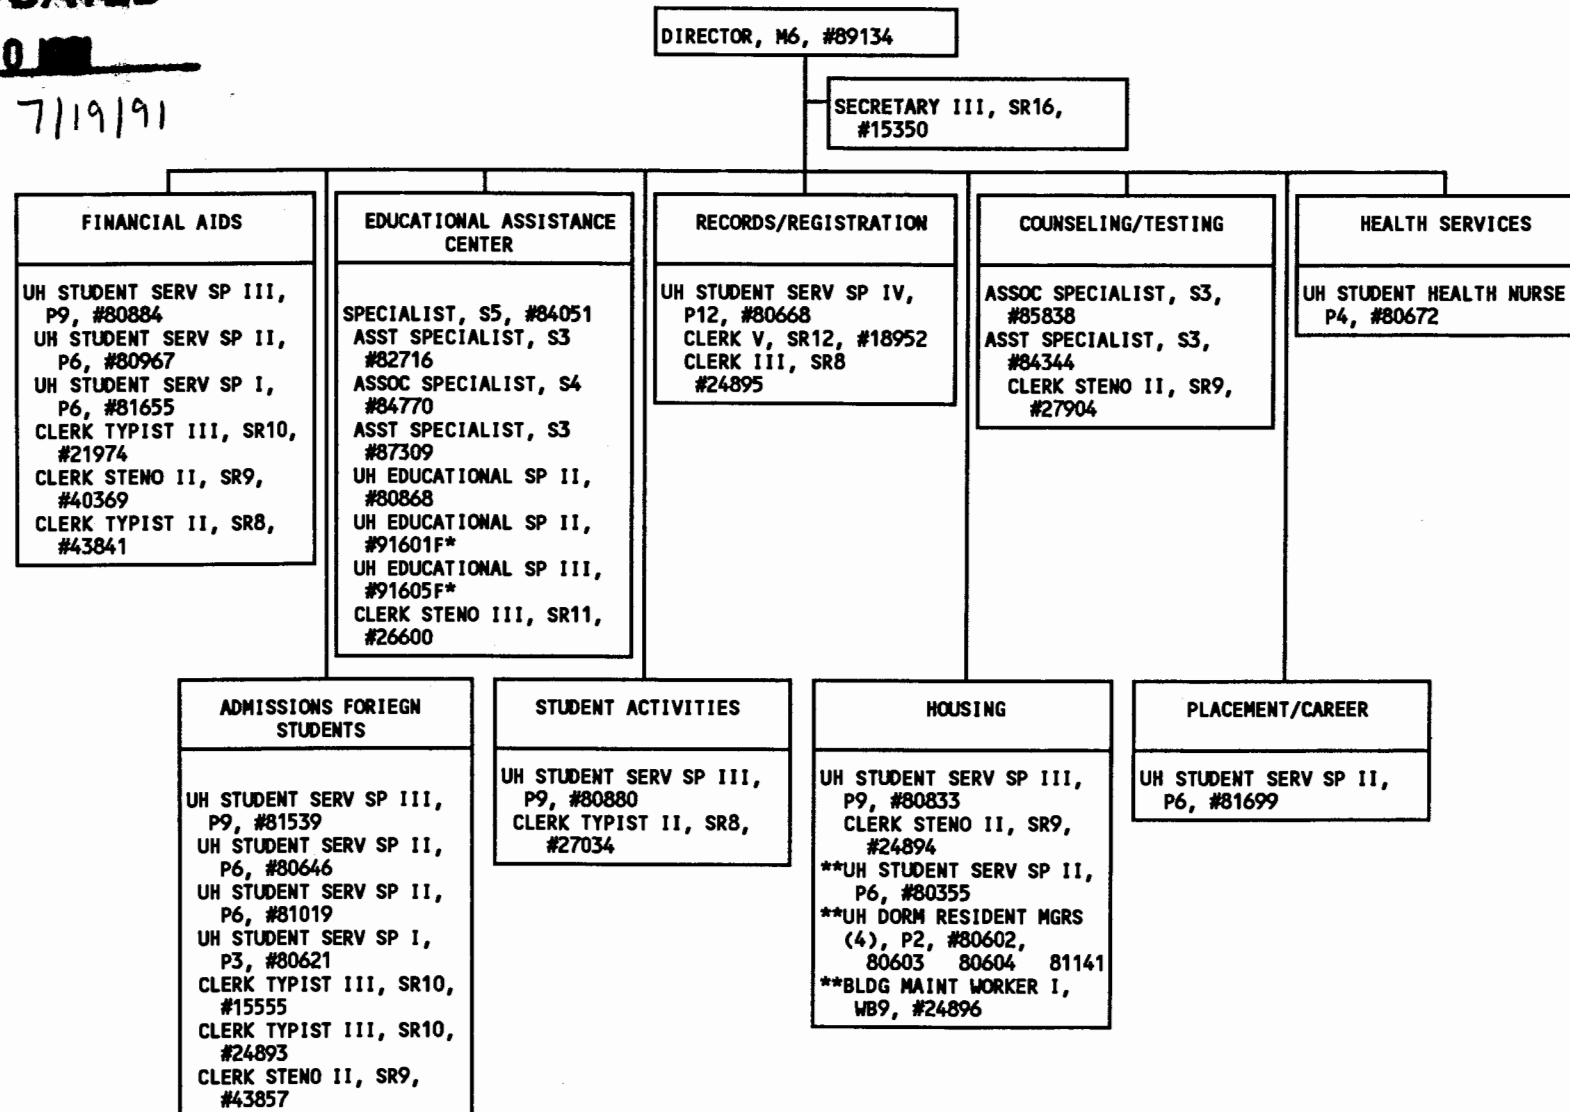 0
7/19/91
DIRECTOR, M6, #89134
SECRETARY III, SR16,
#15350
FINANCIAL AIDS
UH STUDENT SERV SP III,
P9, #80884
UH STUDENT SERV SP II,
P6, #80967
UH STUDENT SERV SP I,
P6, #81655
CLERK TYPIST III, SR10,
#21974
CLERK STENO II, SR9,
#40369
CLERK TYPIST II, SR8,
#43841
EDUCATIONAL ASSISTANCE
CENTER
SPECIALIST, S5, #84051
ASST SPECIALIST, S3
#82716
ASSOC SPECIALIST, S4
#84770
ASST SPECIALIST, S3
#87309
UH EDUCATIONAL SP II,
#80868
UH EDUCATIONAL SP II,
#91601F*
UH EDUCATIONAL SP III,
#91605F*
CLERK STENO III, SR11,
#26600
RECORDS/REGISTRATION
UH STUDENT SERV SP IV,
P12, #80668
CLERK V, SR12, #18952
CLERK III, SR8
#24895
COUNSELING/TESTING
ASSOC SPECIALIST, S3,
#85838
ASST SPECIALIST, S3,
#84344
CLERK STENO II, SR9,
#27904
HEALTH SERVICES
UH STUDENT HEALTH NURSE
P4, #80672
ADMISSIONS FORIEGN
STUDENTS
UH STUDENT SERV SP III,
P9, #81539
UH STUDENT SERV SP II,
P6, #80646
UH STUDENT SERV SP II,
P6, #81019
UH STUDENT SERV SP I,
P3, #80621
CLERK TYPIST III, SR10,
#15555
CLERK TYPIST III, SR10,
#24893
CLERK STENO II, SR9,
#43857
STUDENT ACTIVITIES
UH STUDENT SERV SP III,
P9, #80880
CLERK TYPIST II, SR8,
#27034
HOUSING
UH STUDENT SERV SP III,
P9, #80833
CLERK STENO II, SR9,
#24894
**UH STUDENT SERV SP II,
P6, #80355
**UH DORM RESIDENT MGRS
(4), P2, #80602,
80603 80604 81141
**BLDG MAINT WORKER I,
WB9, #24896
PLACEMENT/CAREER
UH STUDENT SERV SP II,
P6, #81699